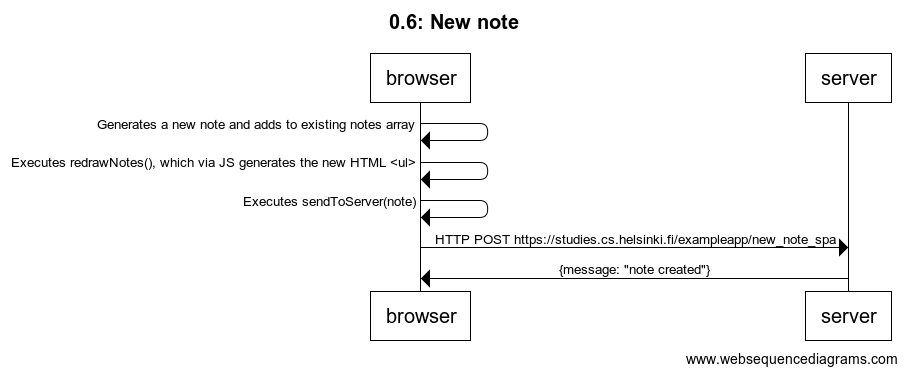 0.6: New note
browser
server
Generates a new note and adds to existing notes array
Executes redrawNotes(), which via JS generates the new HTML <ul>
Executes sendToServer(note)
HTTP POST https://studies.cs.helsinki.fi/exampleapp/new_note_spa
{message: "note created"}
browser
server
www.websequencediagrams.com